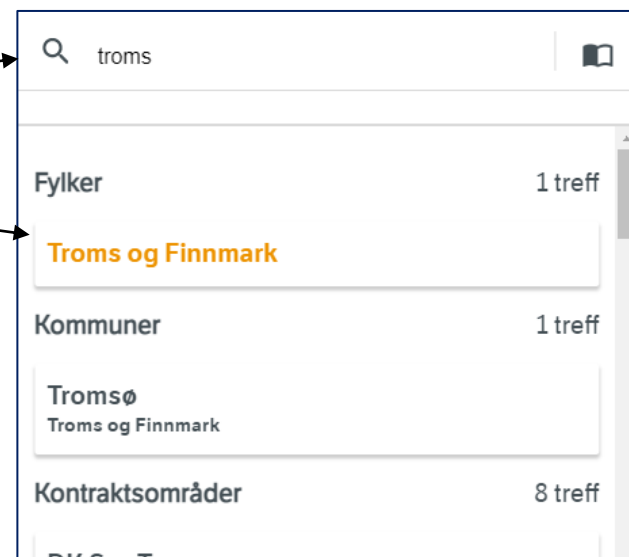 troms
Fylker 1 treff
Troms og Finnmark
Kommuner 1 treff
Tromsø
Troms og Finnmark
Kontraktsområder 8 treff